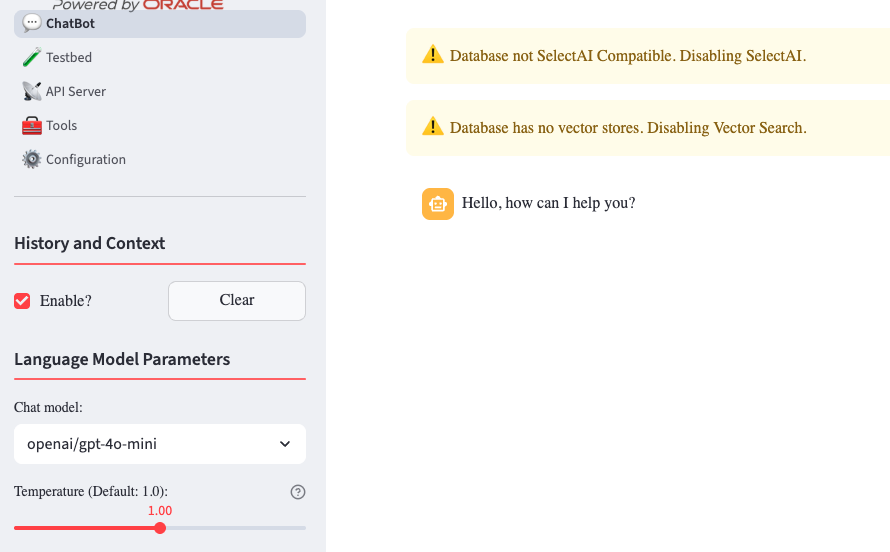 Powered by ORACLE
ChatBot
Testbed
API Server
Tools
Configuration
History and Context
Enable?
Clear
Language Model Parameters
Chat model:
openai/gpt-4o-mini
Temperature (Default: 1.0):
1.00
Database not SelectAI Compatible. Disabling SelectAI.
Database has no vector stores. Disabling Vector Search.
Hello, how can I help you?